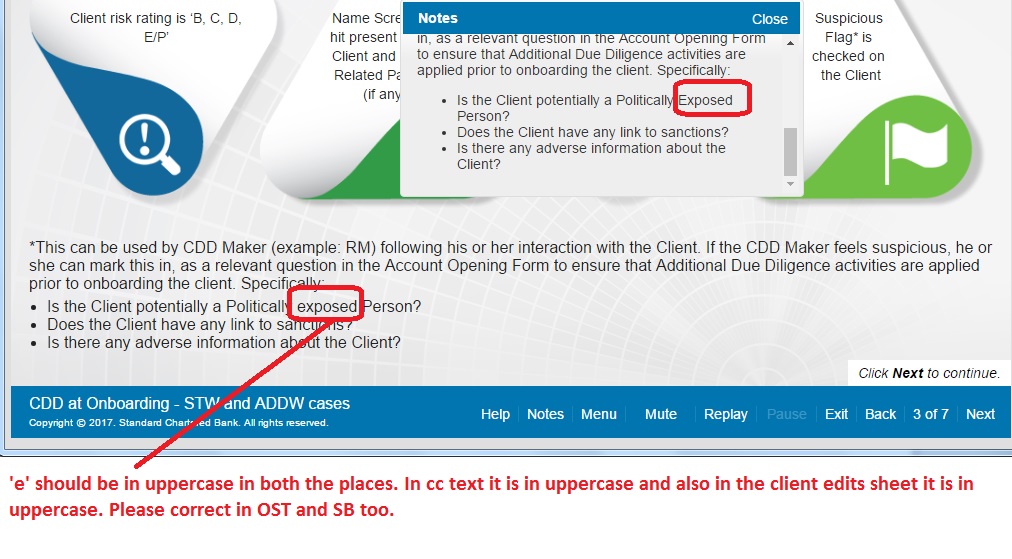 Client risk rating is ‘B, C, D,
E/P’
Name Scre
hit present
Client and
Related Pa
(if any
Notes
Close
in, as a relevant question in the Account Opening Form
to ensure that Additional Due Diligence activities are
applied prior to onboarding the client. Specifically:
• Is the Client potentially a Politically Exposed
Person?
• Does the Client have any link to sanctions?
• Is there any adverse information about the
Client?
Suspicious
Flag* is
checked on
the Client
*This can be used by CDD Maker (example: RM) following his or her interaction with the Client. If the CDD Maker feels suspicious, he or
she can mark this in, as a relevant question in the Account Opening Form to ensure that Additional Due Diligence activities are applied
prior to onboarding the client. Specifically:
• Is the Client potentially a Politically exposed Person?
• Does the Client have any link to sanctions?
• Is there any adverse information about the Client?
Click Next to continue.
CDD at Onboarding - STW and ADDW cases
Copyright © 2017. Standard Chartered Bank. All rights reserved.
Help Notes Menu Mute Replay Pause Exit Back 3 of 7 Next
'e' should be in uppercase in both the places. In cc text it is in uppercase and also in the client edits sheet it is in
uppercase. Please correct in OST and SB too.